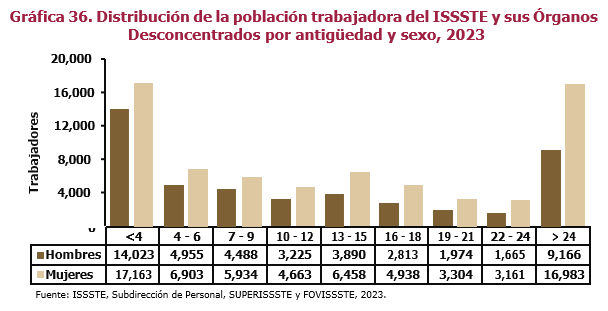 Gráfica 36. Distribución de la población trabajadora del ISSSTE y sus Órganos
Desconcentrados por antigüedad y sexo, 2023
Trabajadores
20,000
16,000
12,000
8,000
4,000
0
<4 4 - 6 7 - 9 10 - 12 13 - 15 16 - 18 19 - 21 22 - 24 > 24
Hombres 14,023 4,955 4,488 3,225 3,890 2,813 1,974 1,665 9,166
Mujeres 17,163 6,903 5,934 4,663 6,458 4,938 3,304 3,161 16,983
Fuente: ISSSTE, Subdirección de Personal, SUPERISSSTE y FOVISSSTE, 2023.